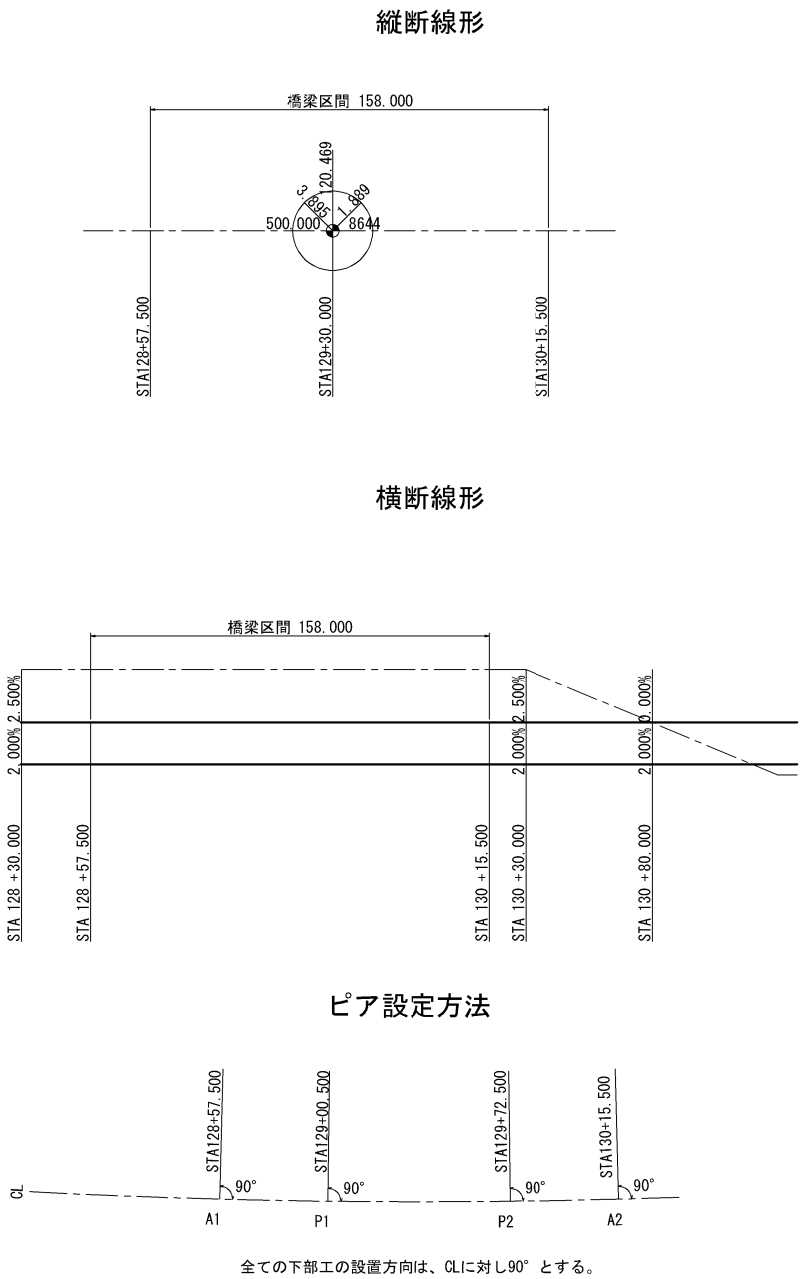 縦断線形
橋梁区間 158.000
120.469
3.895
1.889
500.000
8644
STA128+57.500
STA129+30.000
STA130+15.500
横断線形
橋梁区間 158.000
2.500%
2.500%
0.000%
2.000%
2.000%
2.000%
STA 128 +30.000
STA 128 +57.500
STA 130 +15.500
STA 130 +30.000
STA 130 +80.000
ピア設定方法
STA128+57.500
STA129+00.500
STA129+72.500
STA130+15.500
CL
90°
90°
90°
90°
A1
P1
P2
A2
全ての下部工の設置方向は、CLに対し90°とする。